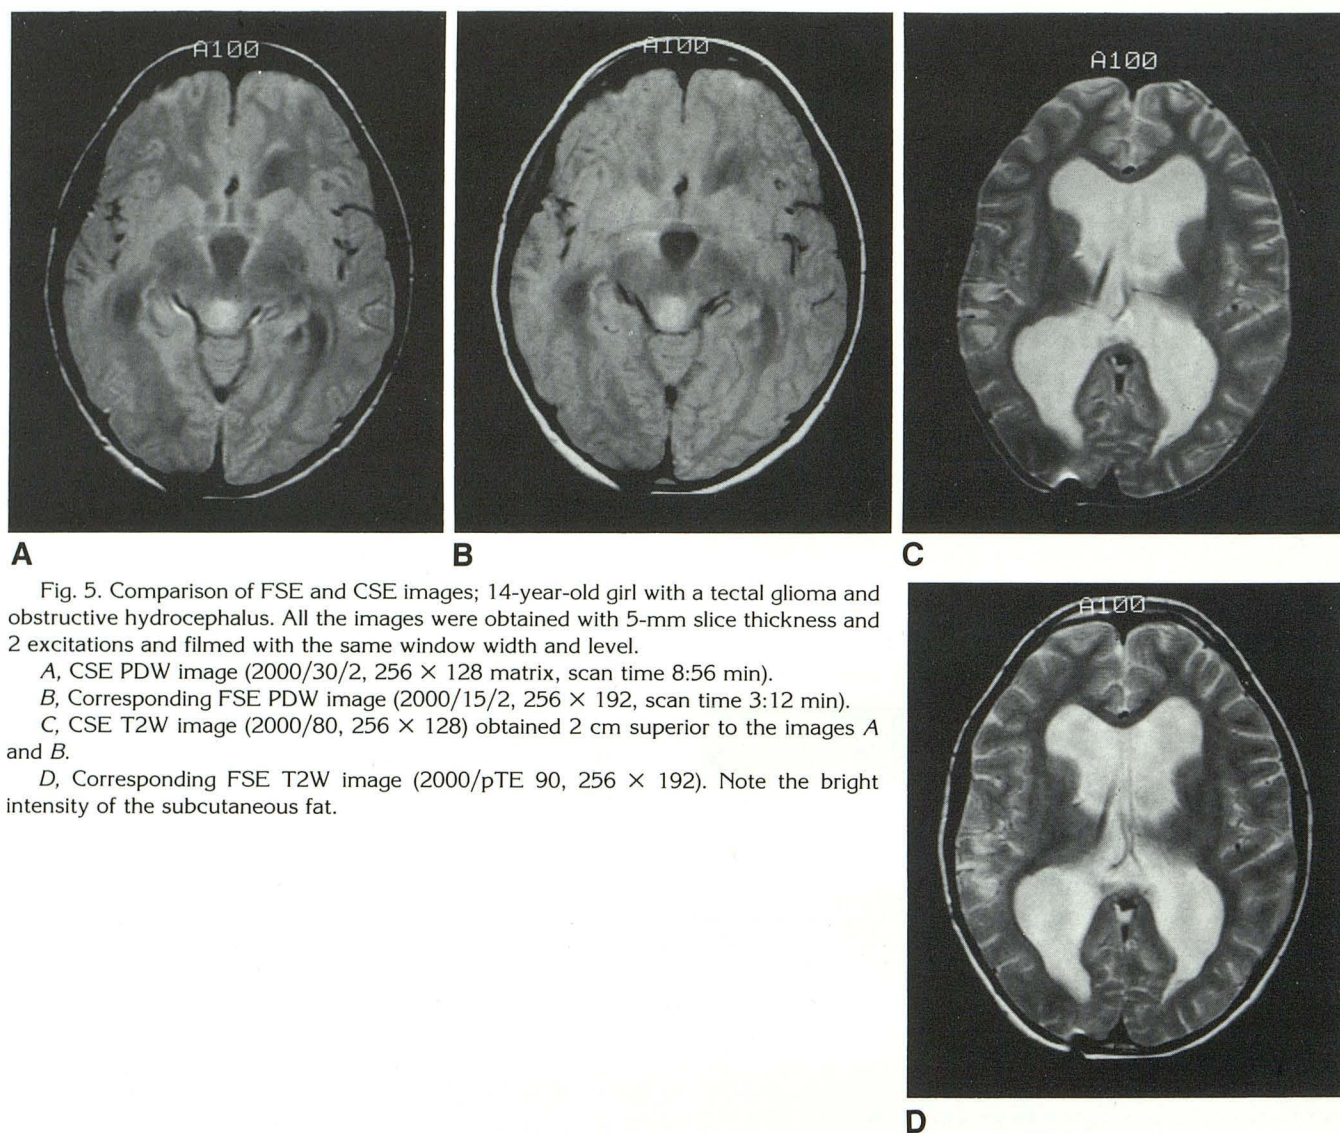 A100
A100
A100
A
B
C
Fig. 5. Comparison of FSE and CSE images; 14-year-old girl with a tectal glioma and
obstructive hydrocephalus. All the images were obtained with 5-mm slice thickness and
2 excitations and filmed with the same window width and level.
A, CSE PDW image (2000/30/2, 256 × 128 matrix, scan time 8:56 min).
B, Corresponding FSE PDW image (2000/15/2, 256 × 192, scan time 3:12 min).
C, CSE T2W image (2000/80, 256 × 128) obtained 2 cm superior to the images A
and B.
D, Corresponding FSE T2W image (2000/pTE 90, 256 × 192). Note the bright
intensity of the subcutaneous fat.
A100
D